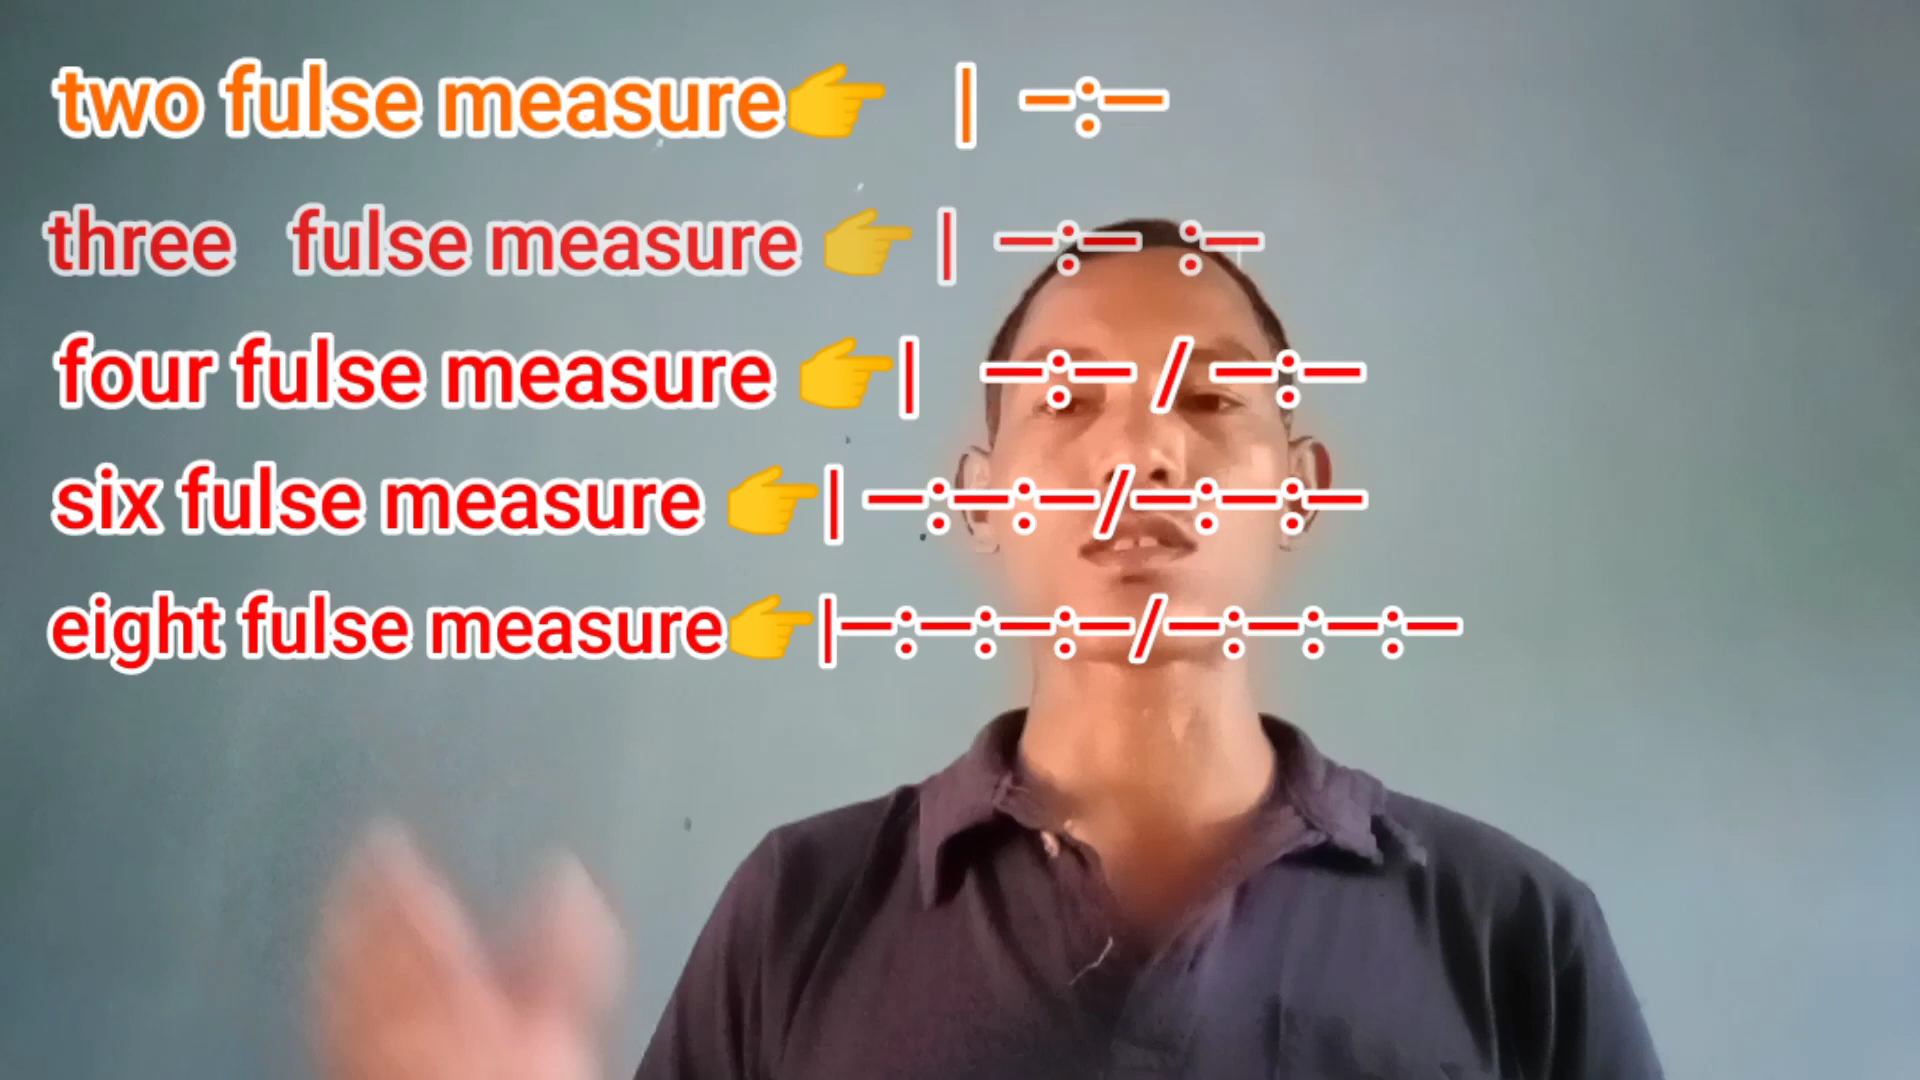 two fulse measure👉 | —:—
three fulse measure 👉 | —:— :—
four fulse measure 👉| —:— / —:—
six fulse measure 👉| —:—:—/—:—:—
eight fulse measure👉|—:—:—:—/—:—:—:—